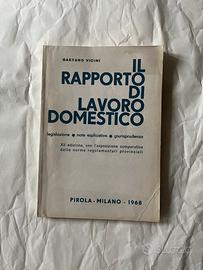 GAETANO VICINI
IL
RAPPORTO
DI
LAVORO
DOMESTICO
legislazione • note esplicative • giurisprudenza
XII edizione, con l'esposizione comparativa
delle norme regolamentari provinciali
PIROLA - MILANO - 1968